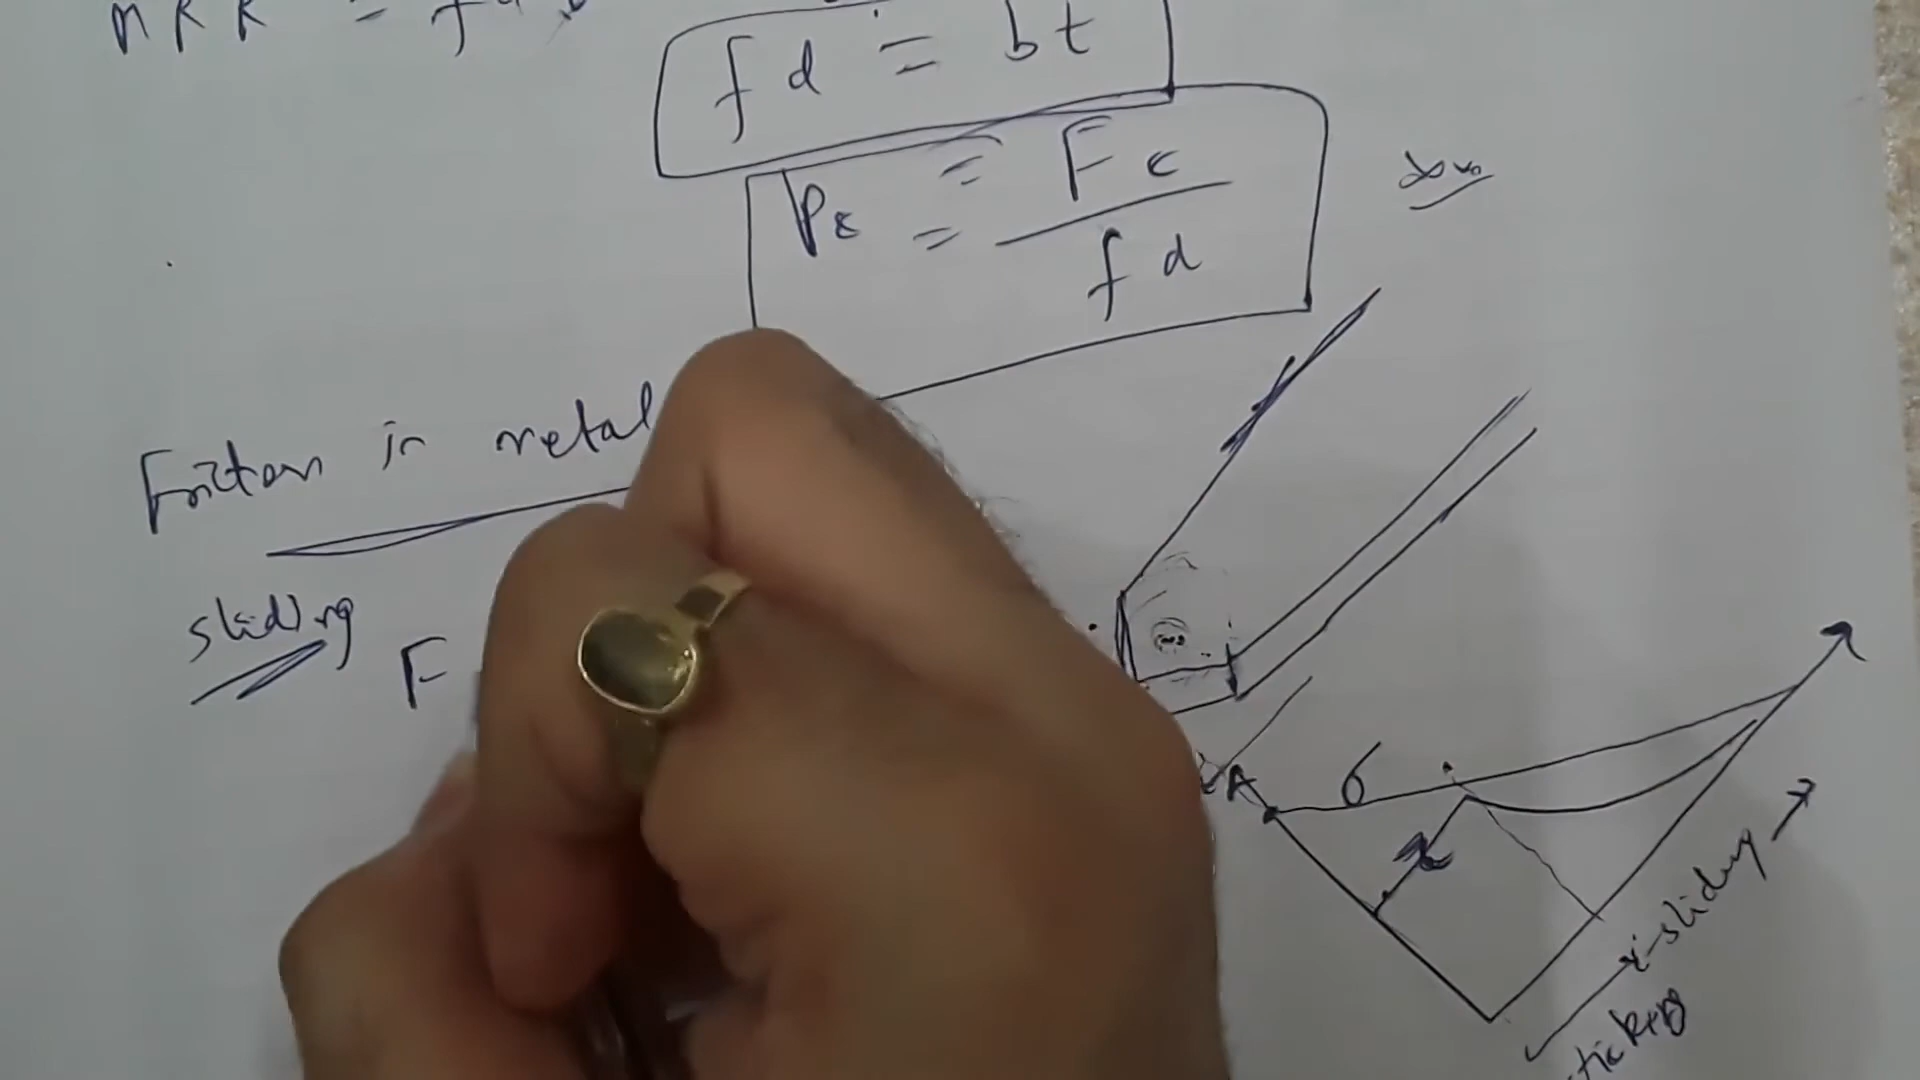 fd = bt
Pc = Fc / fd
Friction in metal
sliding
F
A
σ
τ
sliding
sticking